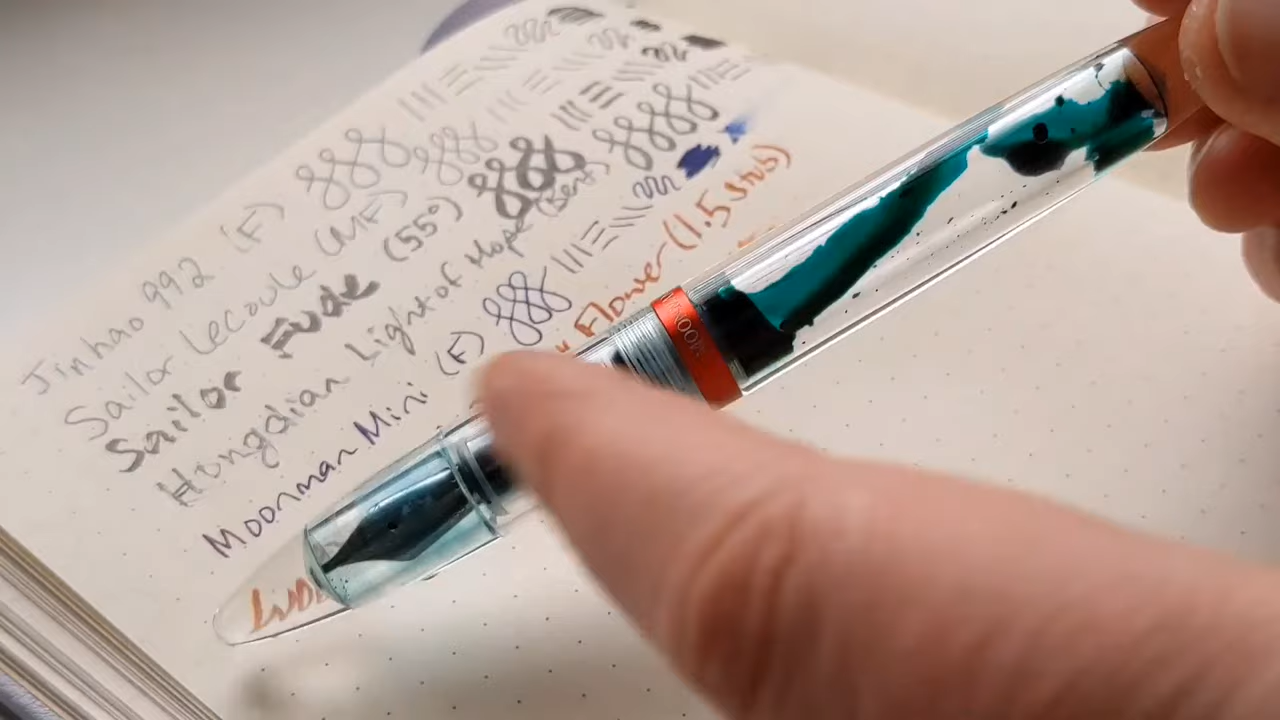 Jinhao 992 (F)
Sailor Lecoule (MF)
Sailor Fude (55°)
Hongdian Light of Hope (Bent)
Moonman Mini (F)
Flower (1.5 Stub)
MOON